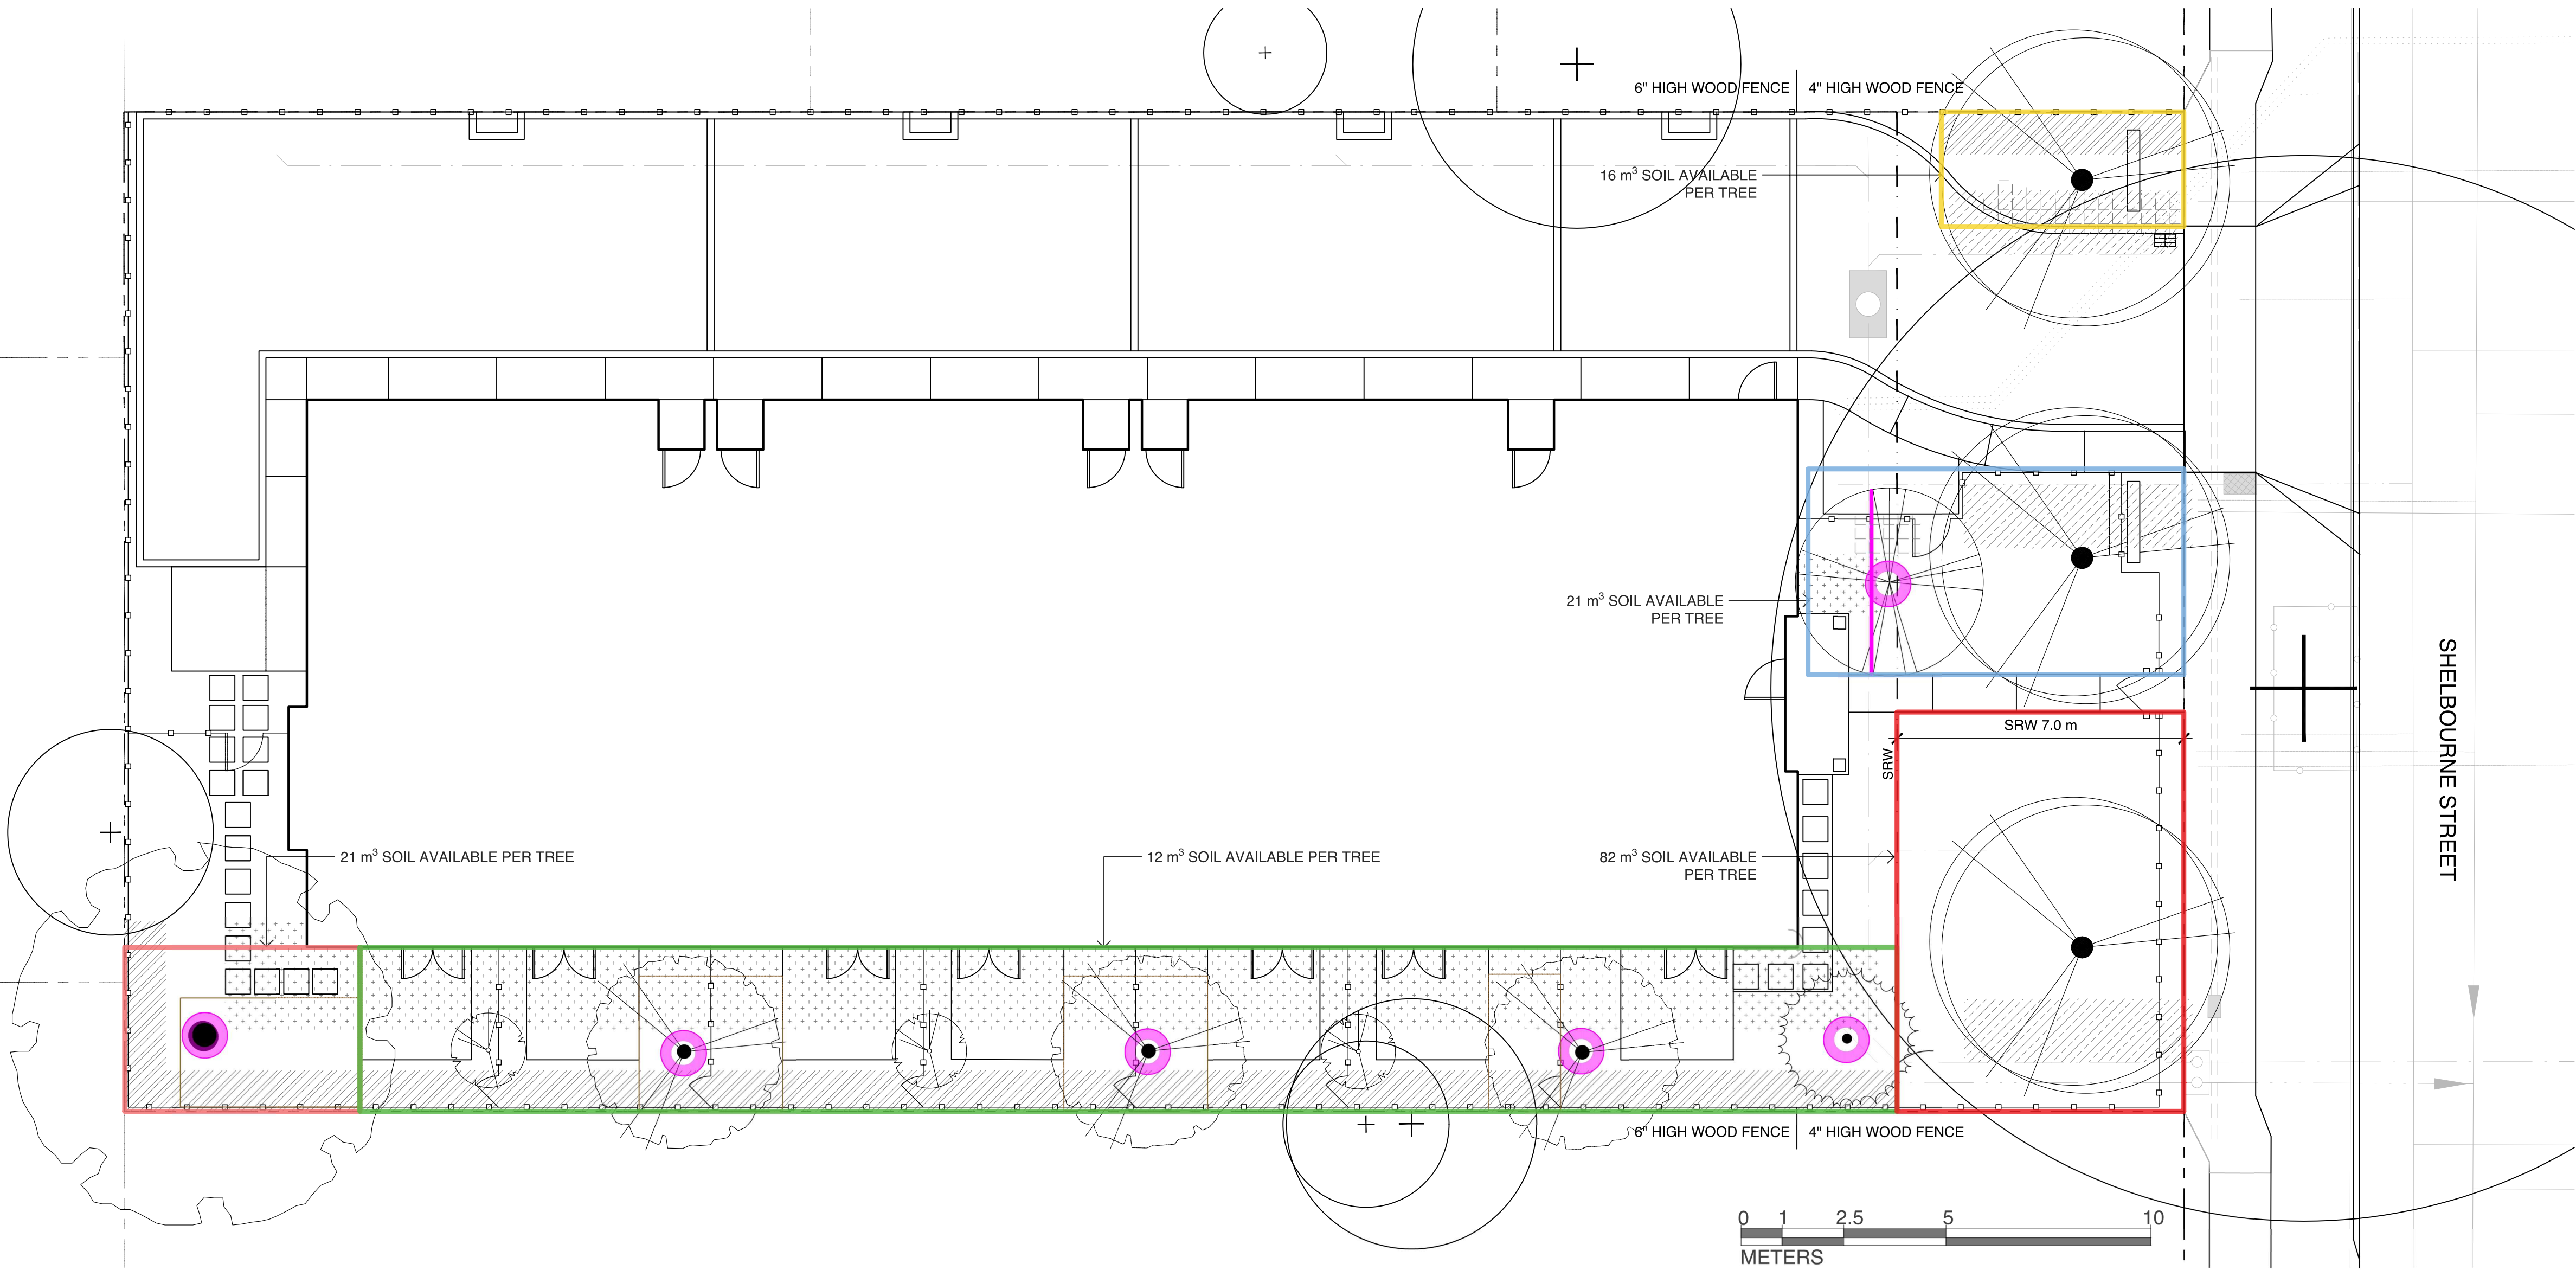 6" HIGH WOOD FENCE
4" HIGH WOOD FENCE
16 m³ SOIL AVAILABLE
PER TREE
21 m³ SOIL AVAILABLE
PER TREE
SRW 7.0 m
SRW
SHELBOURNE STREET
21 m³ SOIL AVAILABLE PER TREE
12 m³ SOIL AVAILABLE PER TREE
82 m³ SOIL AVAILABLE
PER TREE
6" HIGH WOOD FENCE
4" HIGH WOOD FENCE
0 1 2.5 5 10
METERS